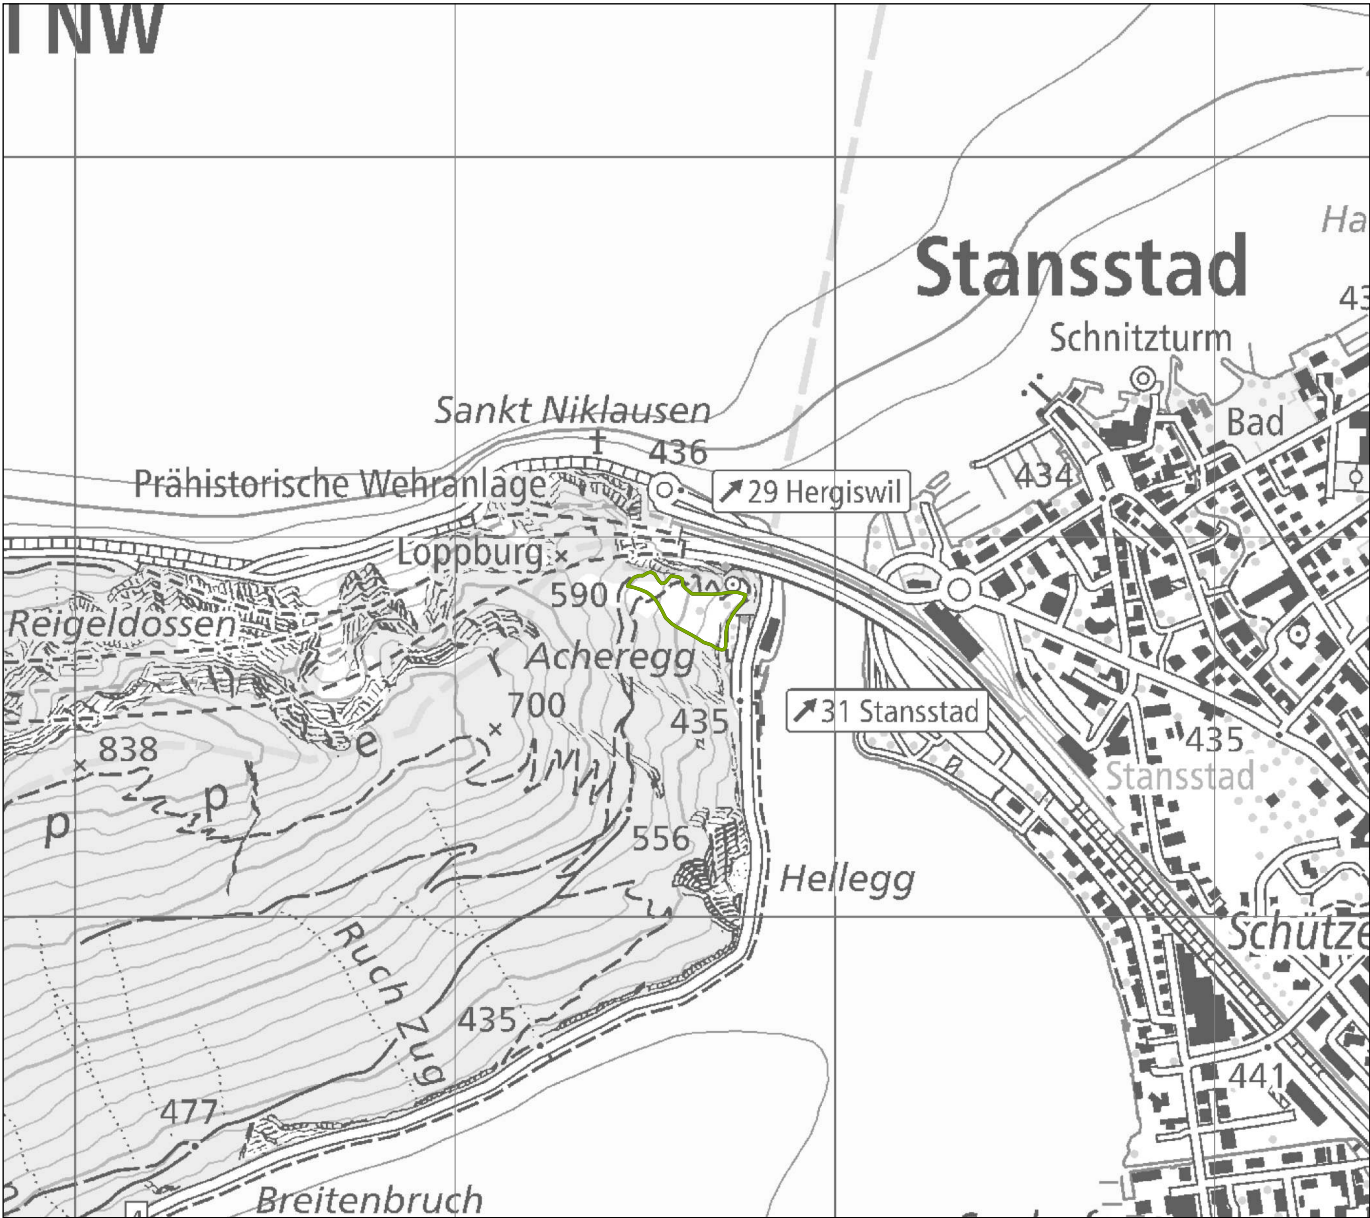 NW
Ha
Stansstad
43
Schnitzturm
Sankt Niklausen
Bad
436
Prähistorische Wehranlage
434
29 Hergiswil
Loppburg
590
Reigeldossen
Acheregg
700
31 Stansstad
435
435
838
e
Stansstad
p
p
556
Hellegg
Schütze
Ruch Zug
435
441
477
Breitenbruch
4